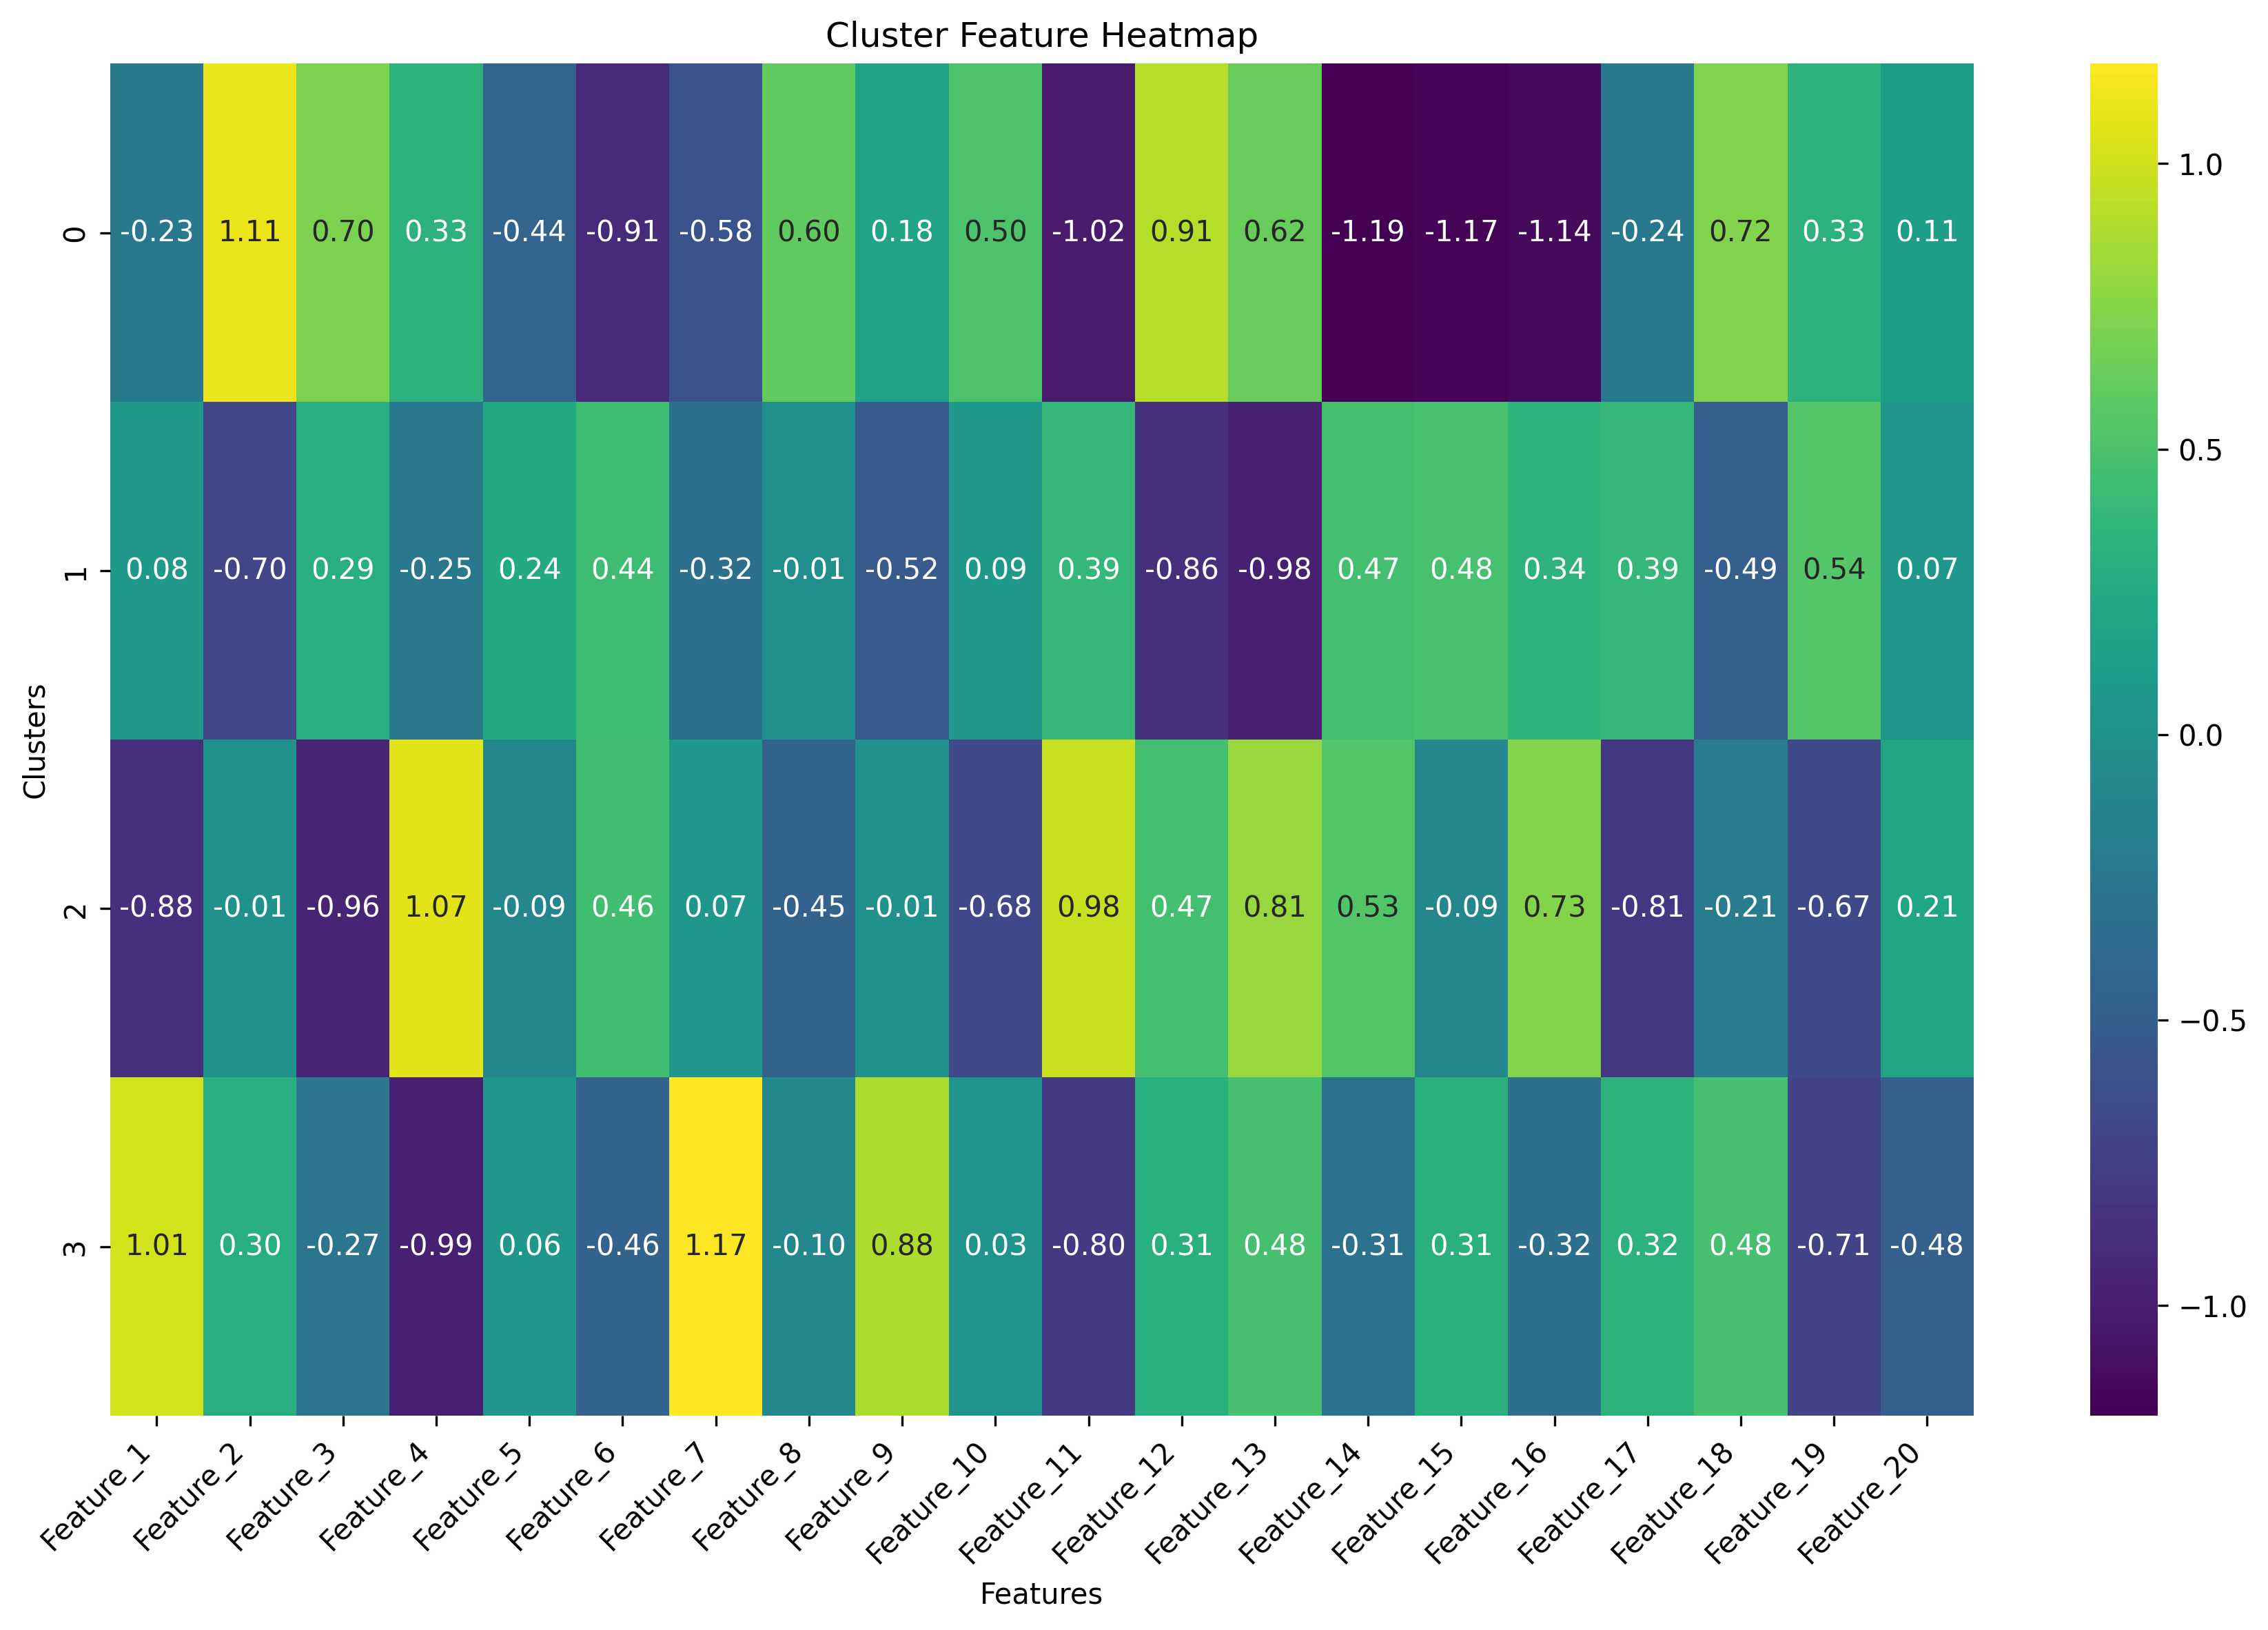 Cluster Feature Heatmap
0 -0.23 1.11 0.70 0.33 -0.44 -0.91 -0.58 0.60 0.18 0.50 -1.02 0.91 0.62 -1.19 -1.17 -1.14 -0.24 0.72 0.33 0.11
1 0.08 -0.70 0.29 -0.25 0.24 0.44 -0.32 -0.01 -0.52 0.09 0.39 -0.86 -0.98 0.47 0.48 0.34 0.39 -0.49 0.54 0.07
2 -0.88 -0.01 -0.96 1.07 -0.09 0.46 0.07 -0.45 -0.01 -0.68 0.98 0.47 0.81 0.53 -0.09 0.73 -0.81 -0.21 -0.67 0.21
3 1.01 0.30 -0.27 -0.99 0.06 -0.46 1.17 -0.10 0.88 0.03 -0.80 0.31 0.48 -0.31 0.31 -0.32 0.32 0.48 -0.71 -0.48
Clusters
Feature_1 Feature_2 Feature_3 Feature_4 Feature_5 Feature_6 Feature_7 Feature_8 Feature_9 Feature_10 Feature_11 Feature_12 Feature_13 Feature_14 Feature_15 Feature_16 Feature_17 Feature_18 Feature_19 Feature_20
Features
1.0
0.5
0.0
−0.5
−1.0